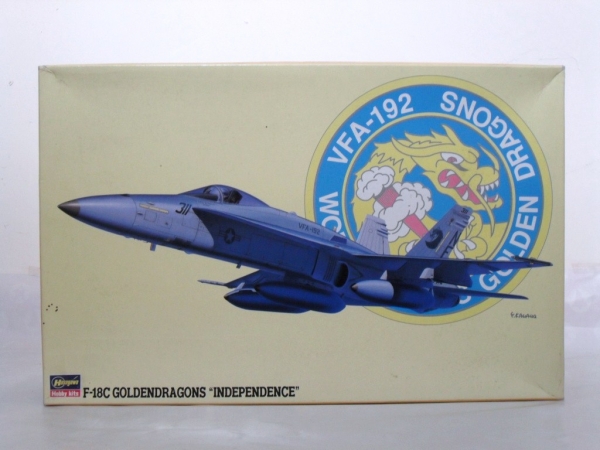 VFA-192
WO
GOLDEN DRAGONS
311
VFA-192
Hasegawa
Hobby kits
F-18C GOLDENDRAGONS "INDEPENDENCE"